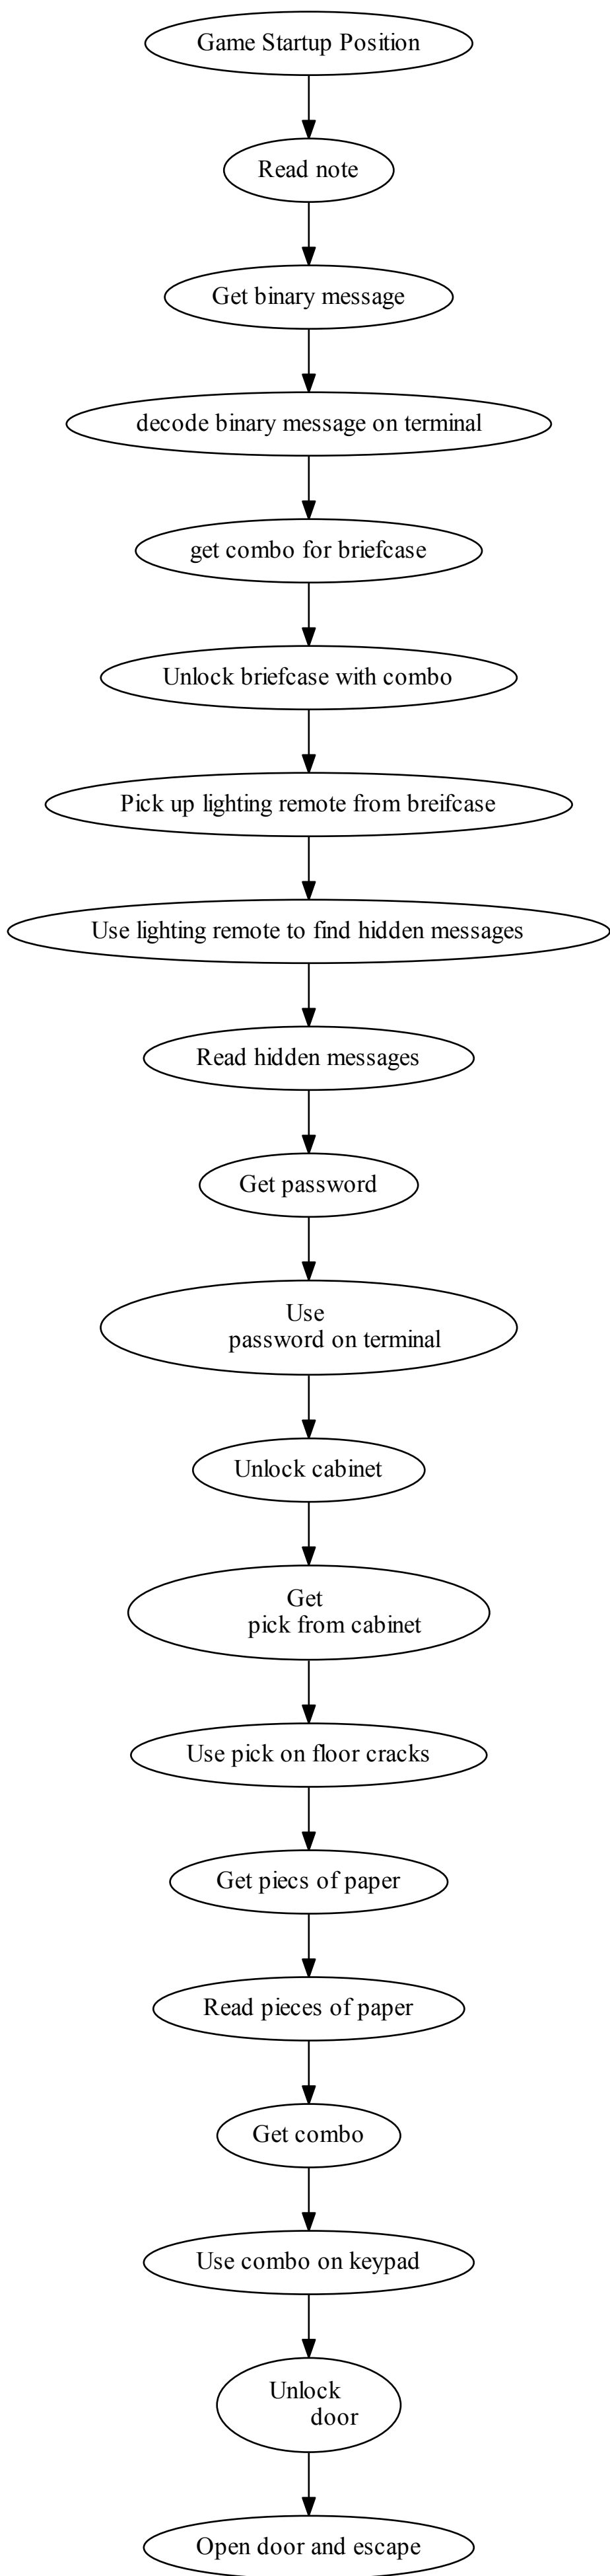 Game Startup Position
Read note
Get binary message
decode binary message on terminal
get combo for briefcase
Unlock briefcase with combo
Pick up lighting remote from breifcase
Use lighting remote to find hidden messages
Read hidden messages
Get password
Use
password on terminal
Unlock cabinet
Get
pick from cabinet
Use pick on floor cracks
Get piecs of paper
Read pieces of paper
Get combo
Use combo on keypad
Unlock
door
Open door and escape